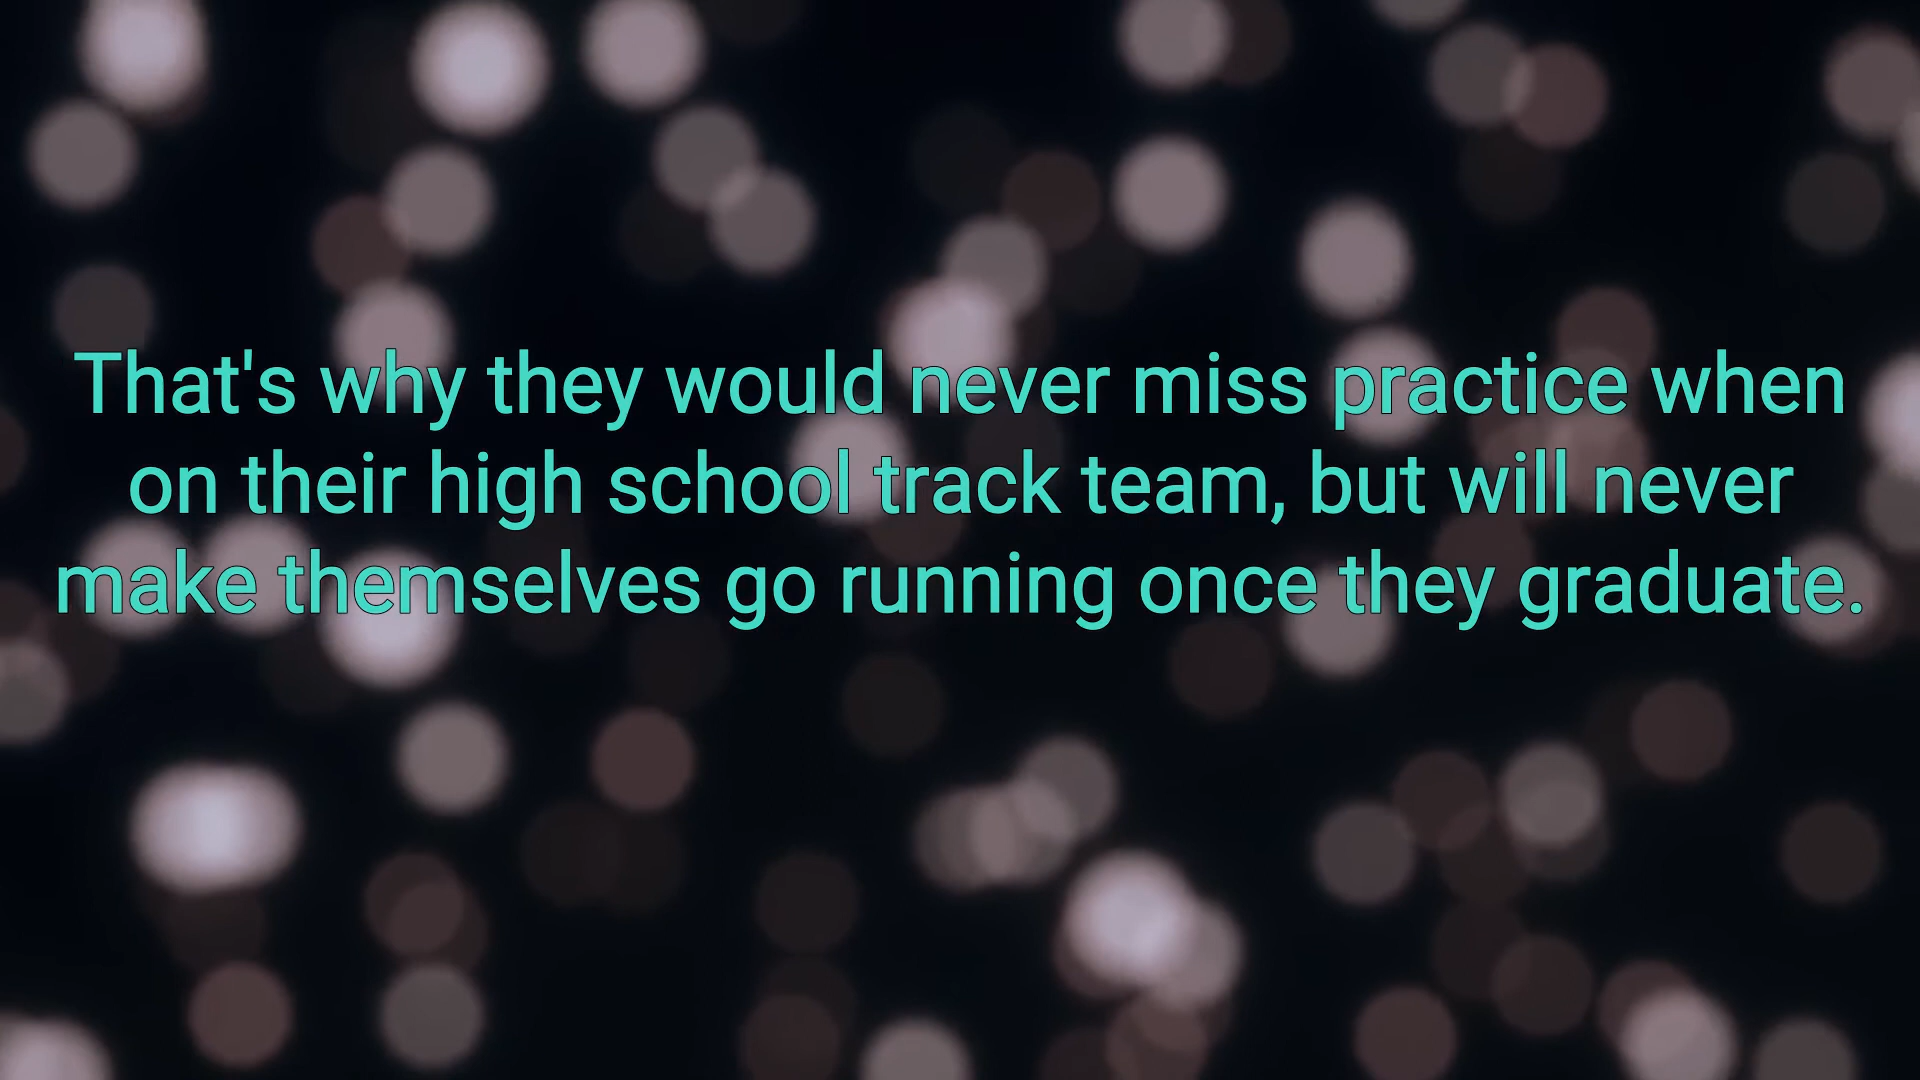 That's why they would never miss practice when
on their high school track team, but will never
make themselves go running once they graduate.